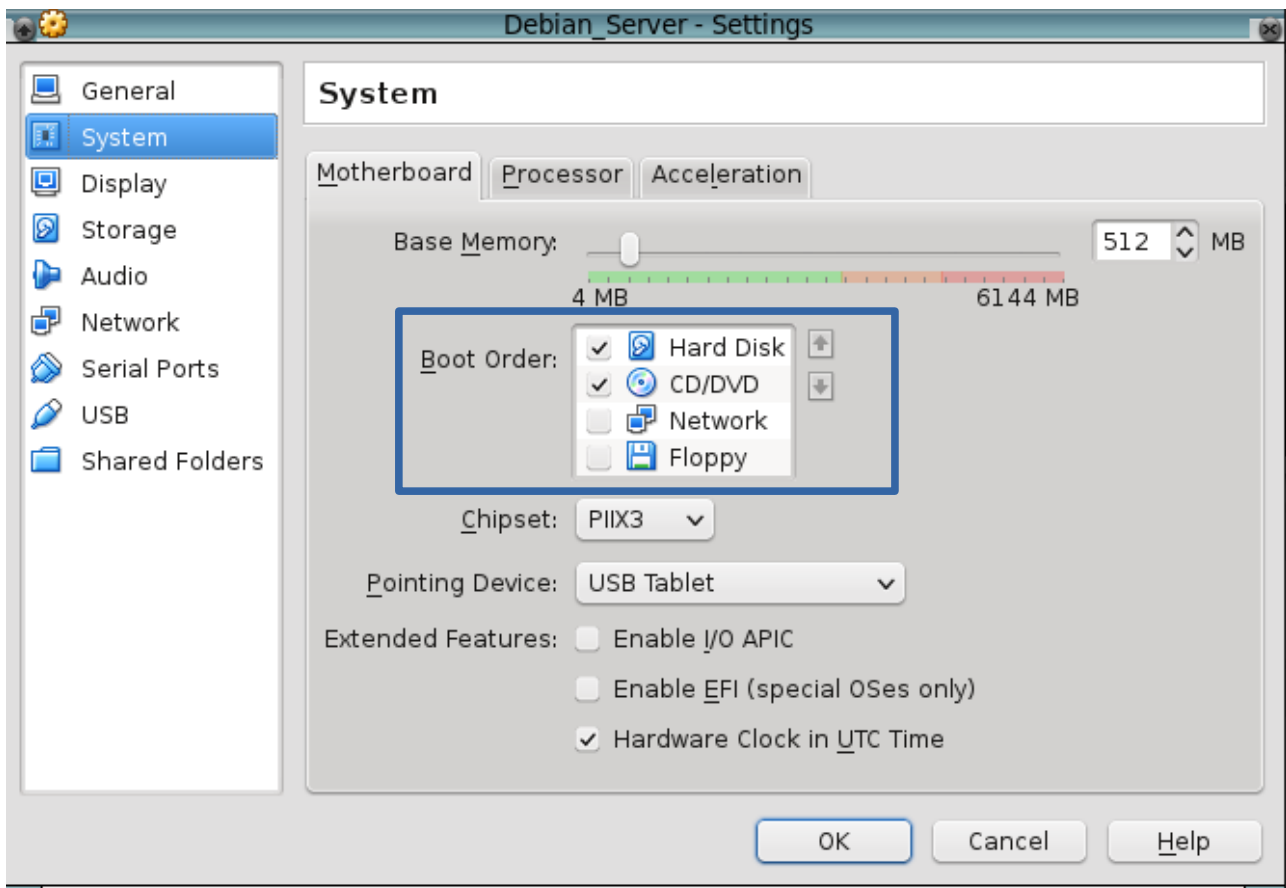 Debian_Server - Settings
General
System
Display
Storage
Audio
Network
Serial Ports
USB
Shared Folders
System
Motherboard Processor Acceleration
Base Memory: 512 MB
4 MB 6144 MB
Boot Order:
Hard Disk
CD/DVD
Network
Floppy
Chipset: PIIX3
Pointing Device: USB Tablet
Extended Features: Enable I/O APIC
Enable EFI (special OSes only)
Hardware Clock in UTC Time
OK Cancel Help